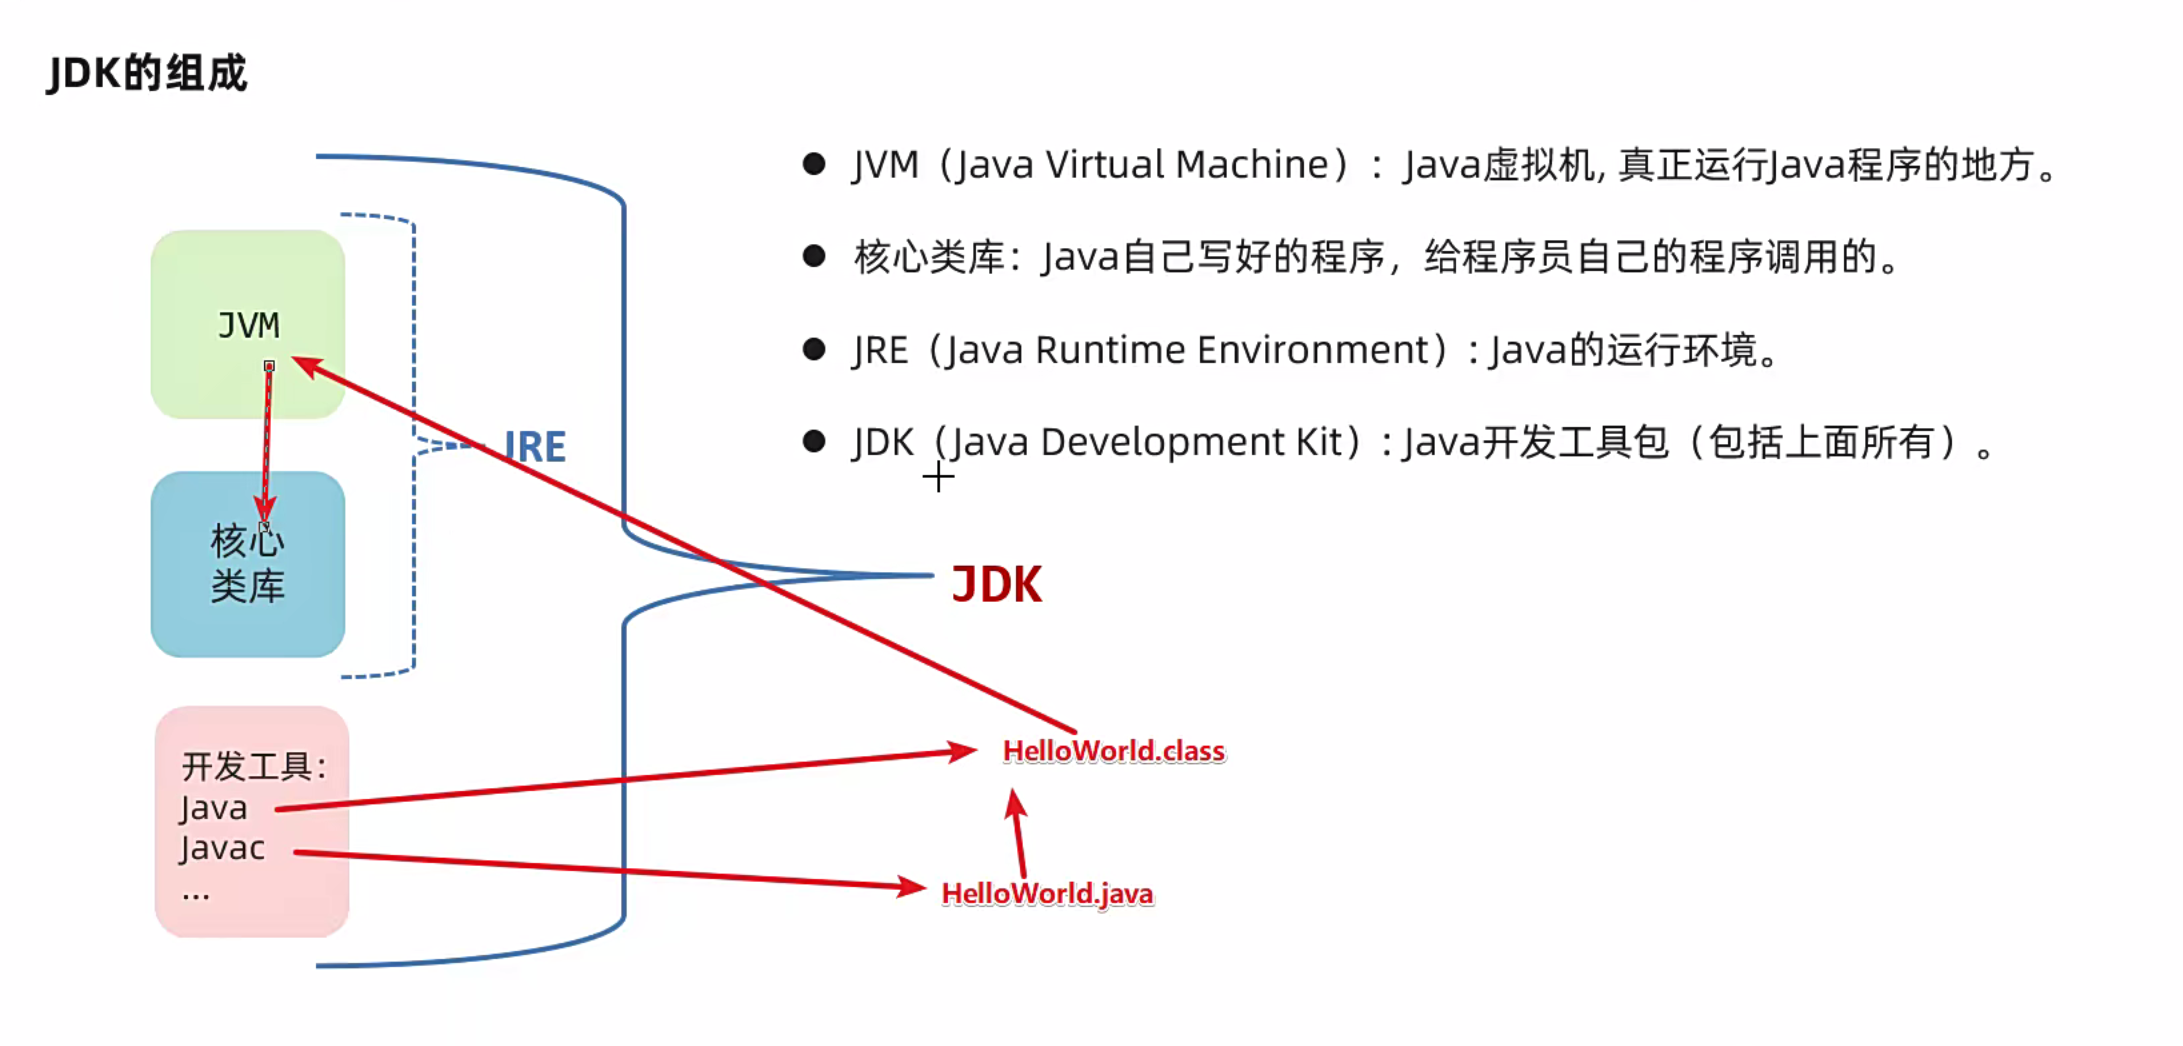 JDK的组成
JVM（Java Virtual Machine）：Java虚拟机, 真正运行Java程序的地方。
核心类库：Java自己写好的程序，给程序员自己的程序调用的。
JRE（Java Runtime Environment）: Java的运行环境。
JDK（Java Development Kit）: Java开发工具包（包括上面所有）。
JVM
JRE
核心
类库
JDK
开发工具：
Java
Javac
...
HelloWorld.class
HelloWorld.java